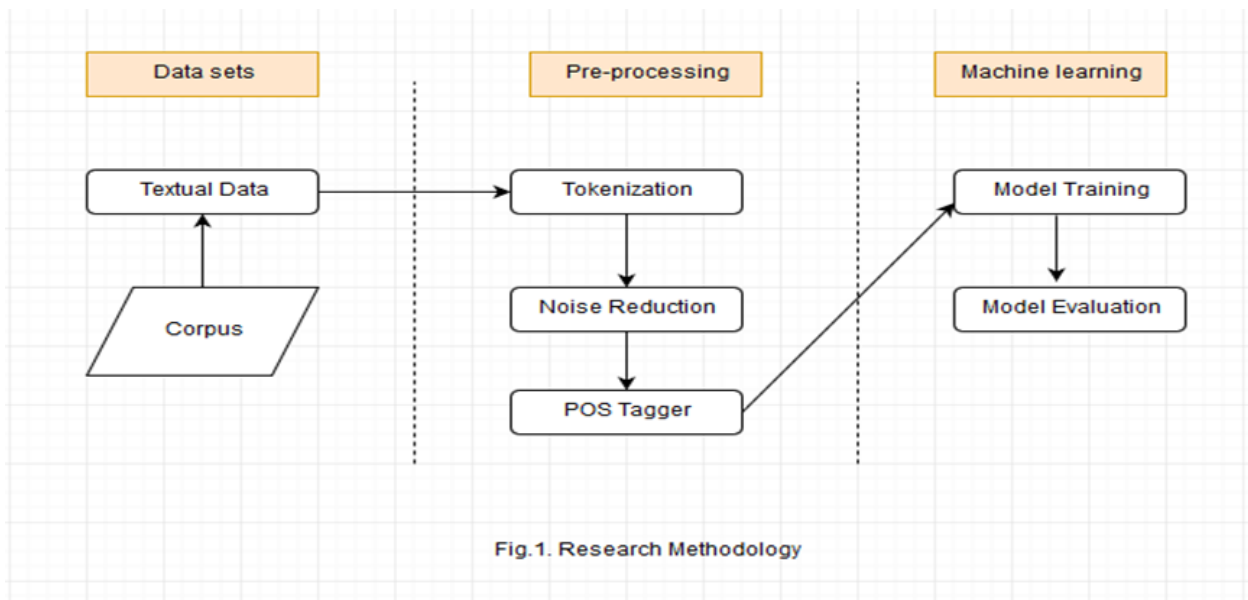 Data sets
Pre-processing
Machine learning
Textual Data
Tokenization
Model Training
Corpus
Noise Reduction
Model Evaluation
POS Tagger
Fig.1. Research Methodology